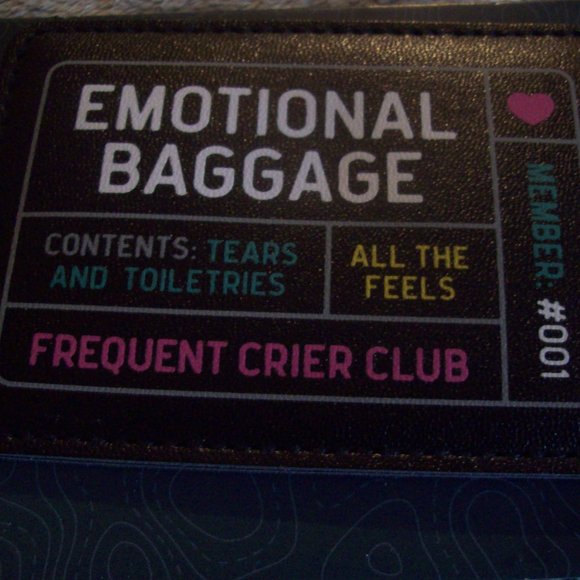 EMOTIONAL
BAGGAGE
CONTENTS: TEARS
AND TOILETRIES
ALL THE
FEELS
FREQUENT CRIER CLUB
MEMBER: #001